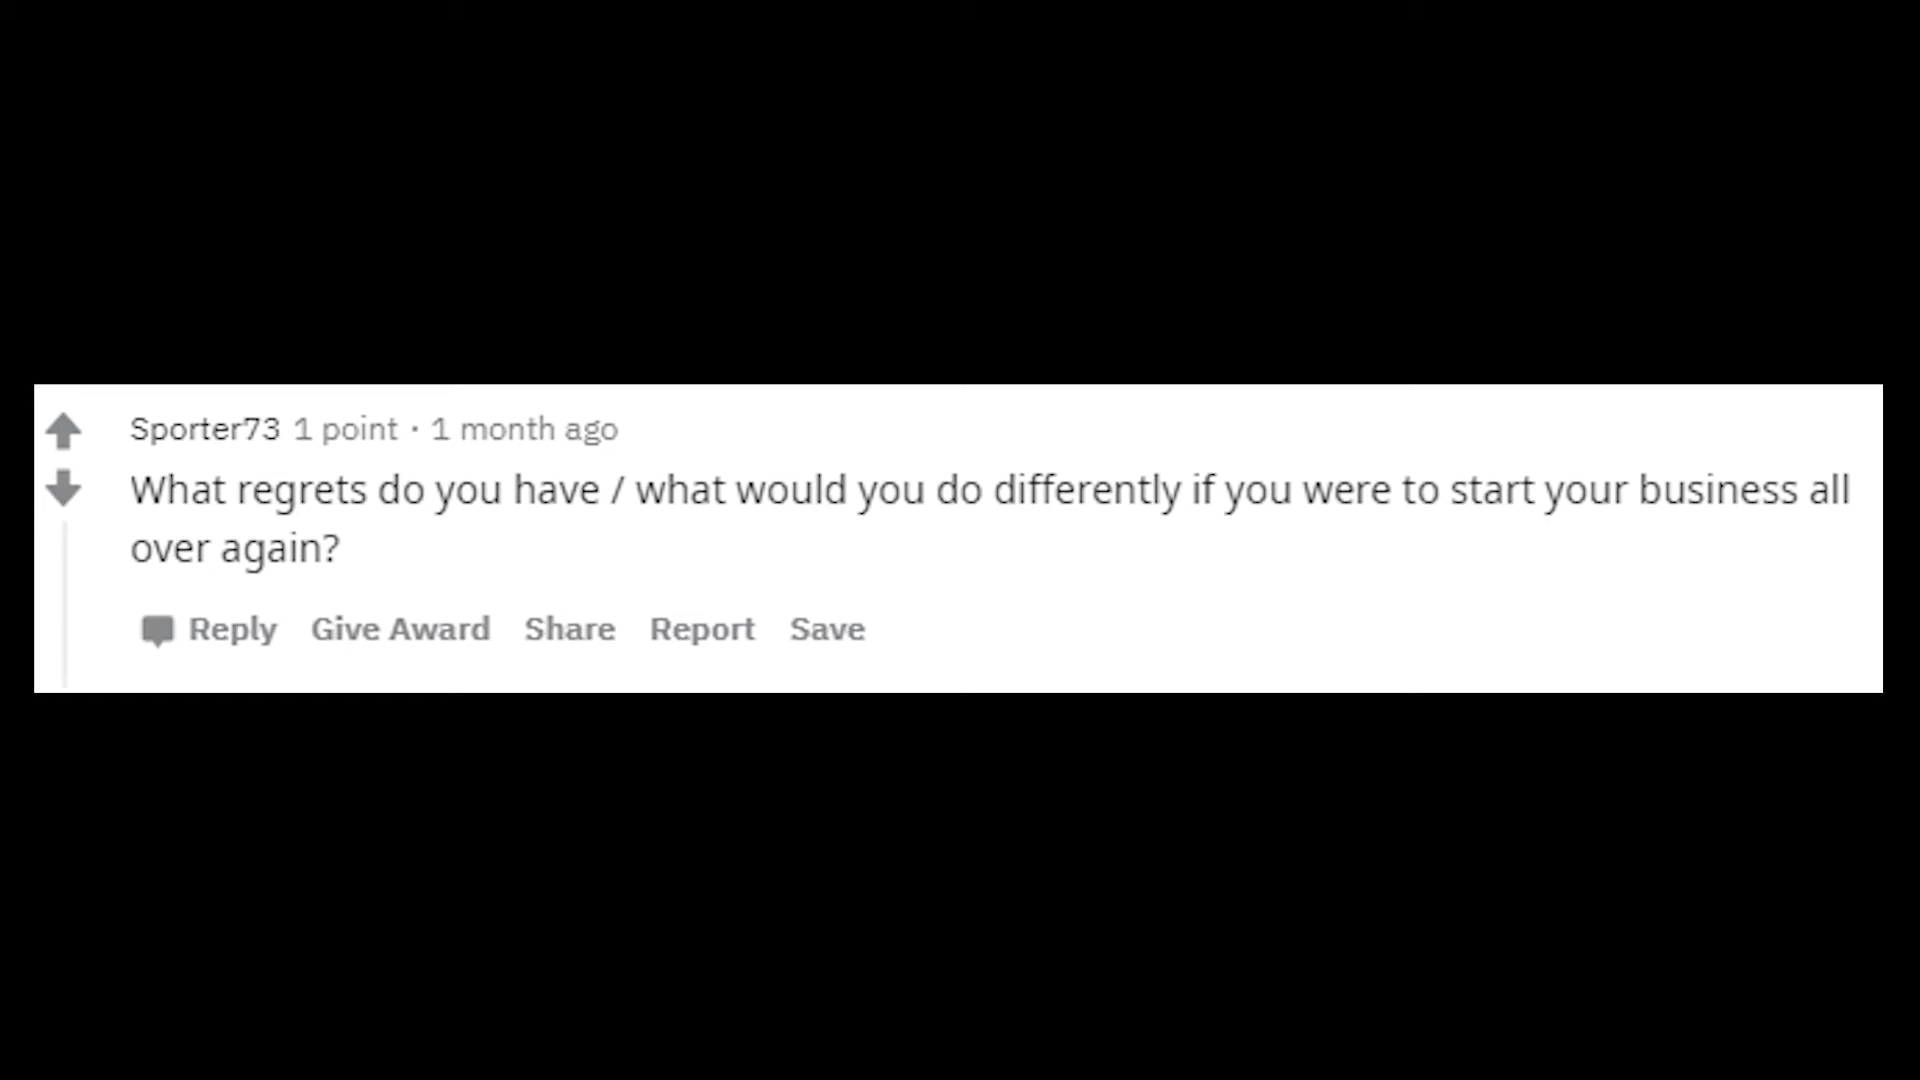 Sporter73 1 point · 1 month ago
What regrets do you have / what would you do differently if you were to start your business all
over again?
Reply Give Award Share Report Save